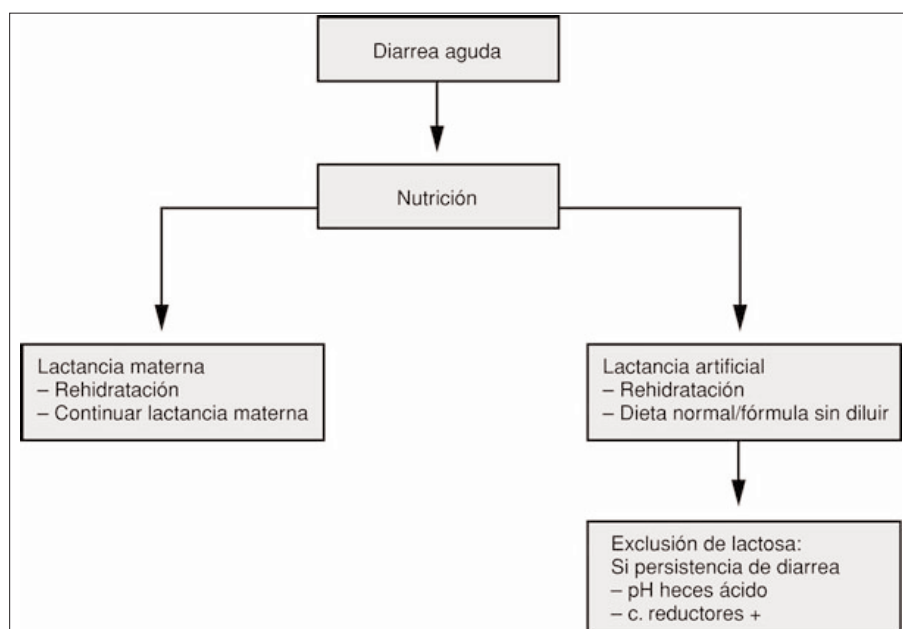 Diarrea aguda
Nutrición
Lactancia materna
– Rehidratación
– Continuar lactancia materna
Lactancia artificial
– Rehidratación
– Dieta normal/fórmula sin diluir
Exclusión de lactosa:
Si persistencia de diarrea
– pH heces ácido
– c. reductores +